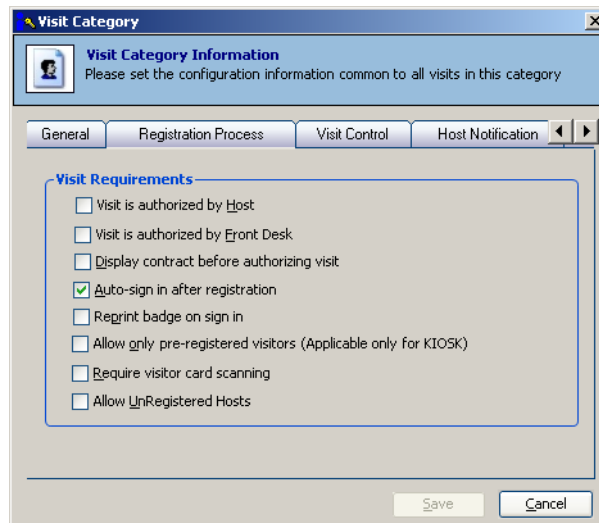 Visit Category
Visit Category Information
Please set the configuration information common to all visits in this category
General
Registration Process
Visit Control
Host Notification
Visit Requirements
Visit is authorized by Host
Visit is authorized by Front Desk
Display contract before authorizing visit
Auto-sign in after registration
Reprint badge on sign in
Allow only pre-registered visitors (Applicable only for KIOSK)
Require visitor card scanning
Allow UnRegistered Hosts
Save
Cancel